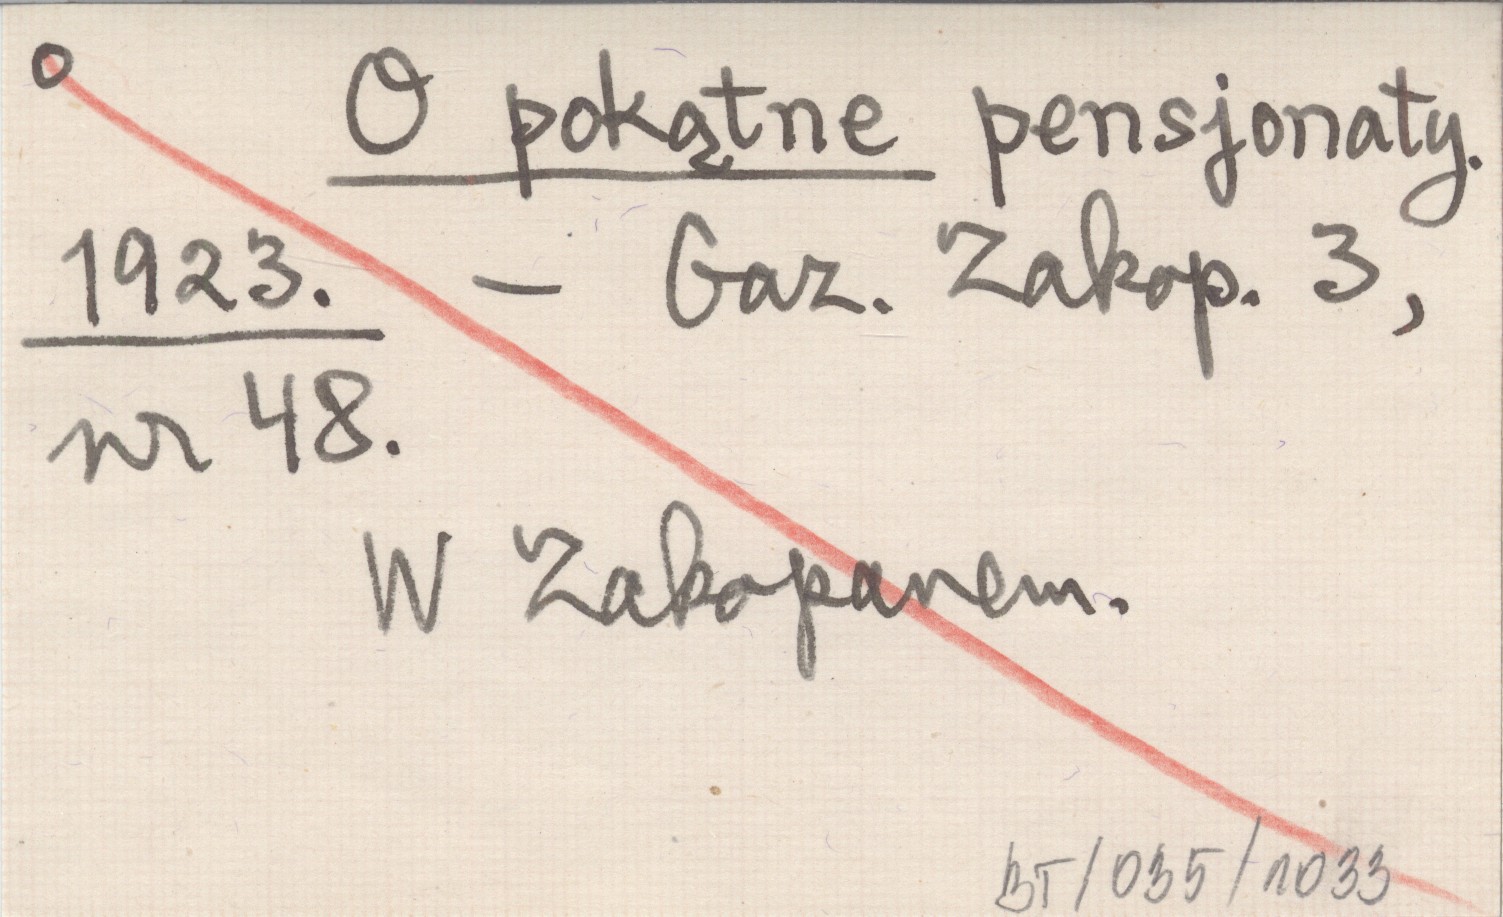 O pokątne pensjonaty.
1923. — Gaz. Zakop. 3,
nr 48.
W Zakopanem.
BT/035/1033